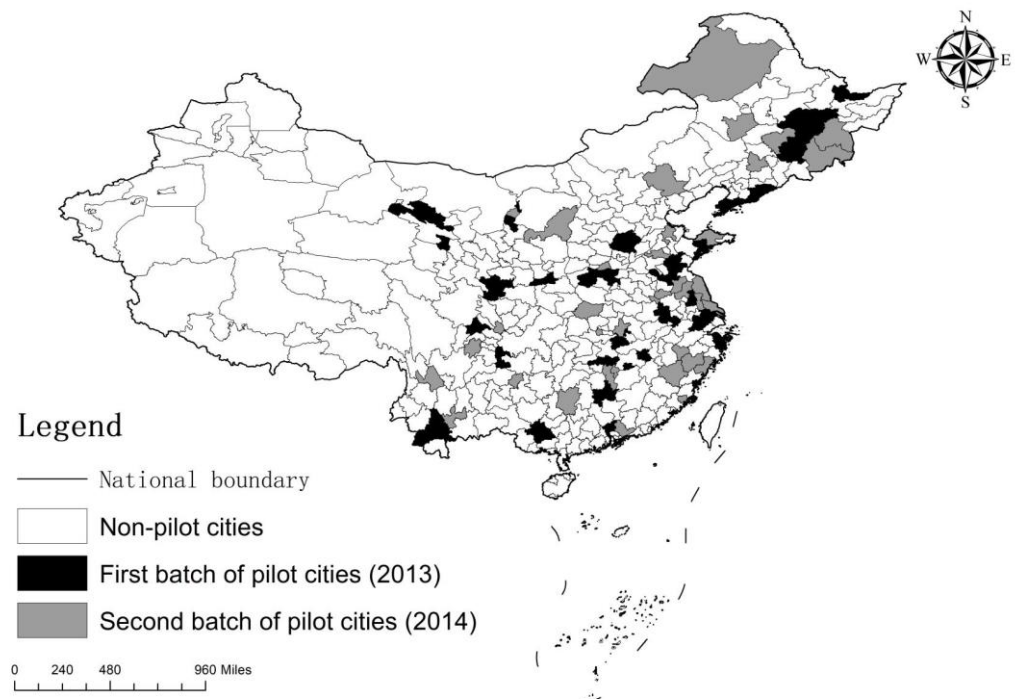 N
W E
S
Legend
National boundary
Non-pilot cities
First batch of pilot cities (2013)
Second batch of pilot cities (2014)
0 240 480 960 Miles